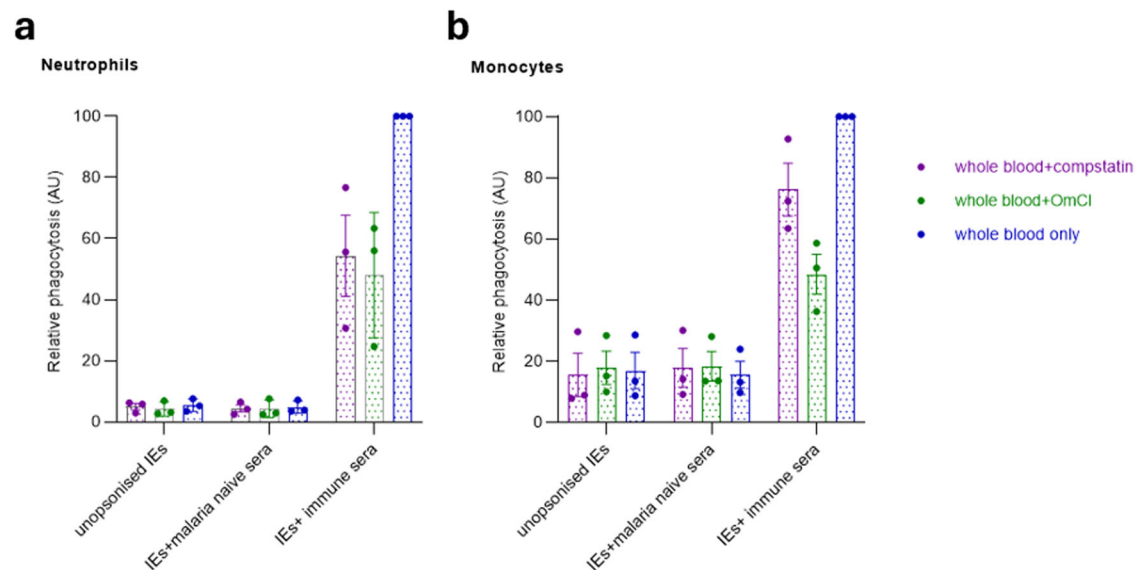 a
Neutrophils
Relative phagocytosis (AU)
100
80
60
40
20
0
unopsonised IEs
IEs+malaria naive sera
IEs+ immune sera
b
Monocytes
Relative phagocytosis (AU)
100
80
60
40
20
0
unopsonised IEs
IEs+malaria naive sera
IEs+ immune sera
whole blood+compstatin
whole blood+OmCI
whole blood only